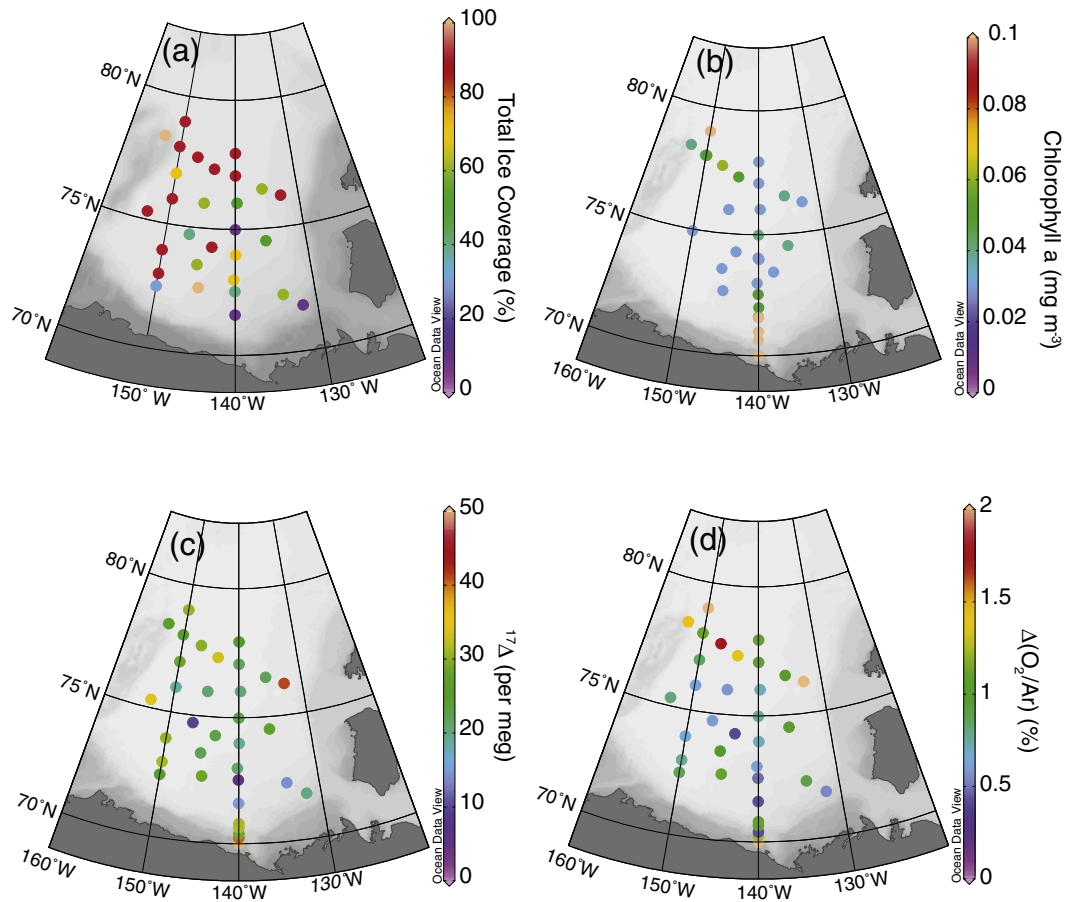 (a)
80˚N
75˚N
70˚N
150˚W
140˚W
130˚ W
100
80
60
40
20
0
Total Ice Coverage (%)
Ocean Data View
(b)
80˚N
75˚N
70˚N
160˚W
150˚W
140˚W
130˚W
0.1
0.08
0.06
0.04
0.02
0
Chlorophyll a (mg m³)
Ocean Data View
(c)
80˚N
75˚N
70˚N
160˚W
150˚W
140˚W
130˚W
50
40
30
20
10
0
¹⁷Δ (per meg)
Ocean Data View
(d)
80˚N
75˚N
70˚N
160˚W
150˚W
140˚W
130˚W
2
1.5
1
0.5
0
Δ(O₂/Ar) (%)
Ocean Data View